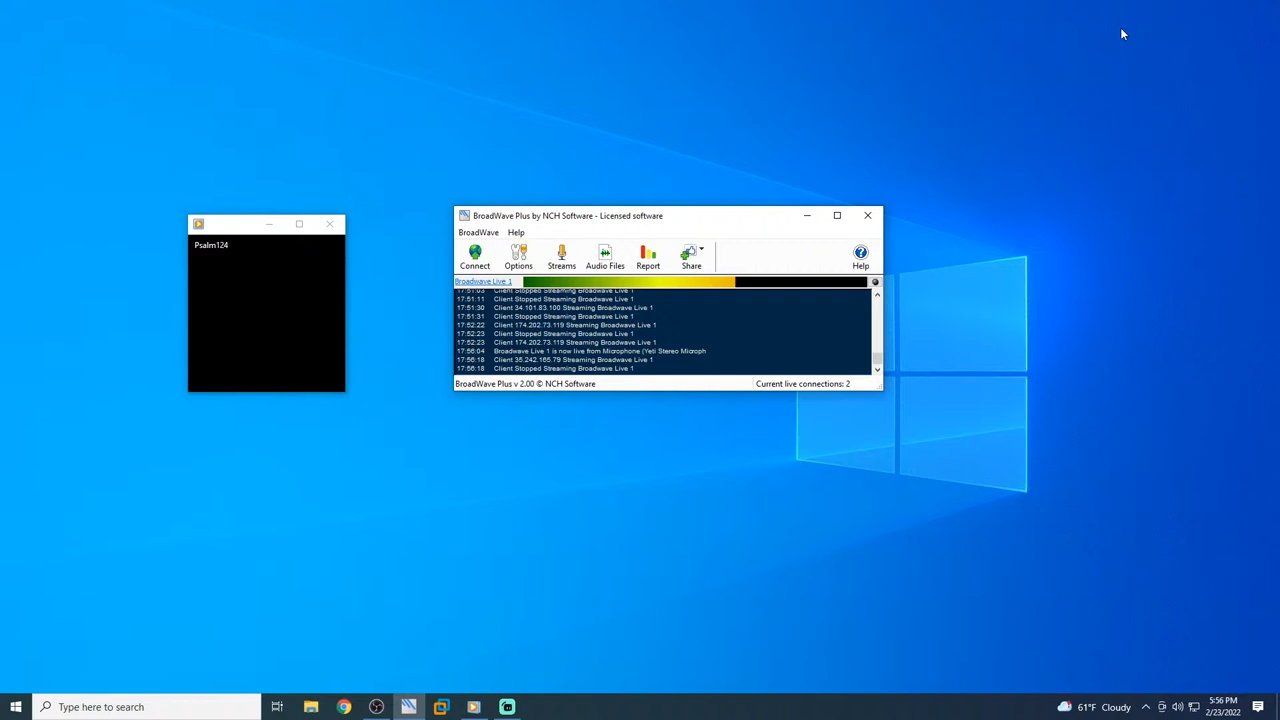 Psalm124
BroadWave Plus by NCH Software - Licensed software
BroadWave Help
Connect Options Streams Audio Files Report Share Help
Broadwave Live 1
17:51:03 Client Stopped Streaming Broadwave Live 1
17:51:11 Client Stopped Streaming Broadwave Live 1
17:51:30 Client 34.101.83.100 Streaming Broadwave Live 1
17:51:31 Client Stopped Streaming Broadwave Live 1
17:52:22 Client 174.202.73.119 Streaming Broadwave Live 1
17:52:23 Client Stopped Streaming Broadwave Live 1
17:52:23 Client 174.202.73.119 Streaming Broadwave Live 1
17:56:04 Broadwave Live 1 is now live from Microphone (Yeti Stereo Microph
17:56:18 Client 35.242.165.79 Streaming Broadwave Live 1
17:56:18 Client Stopped Streaming Broadwave Live 1
BroadWave Plus v 2.00 © NCH Software Current live connections: 2
Type here to search 61°F Cloudy 5:56 PM
2/23/2022